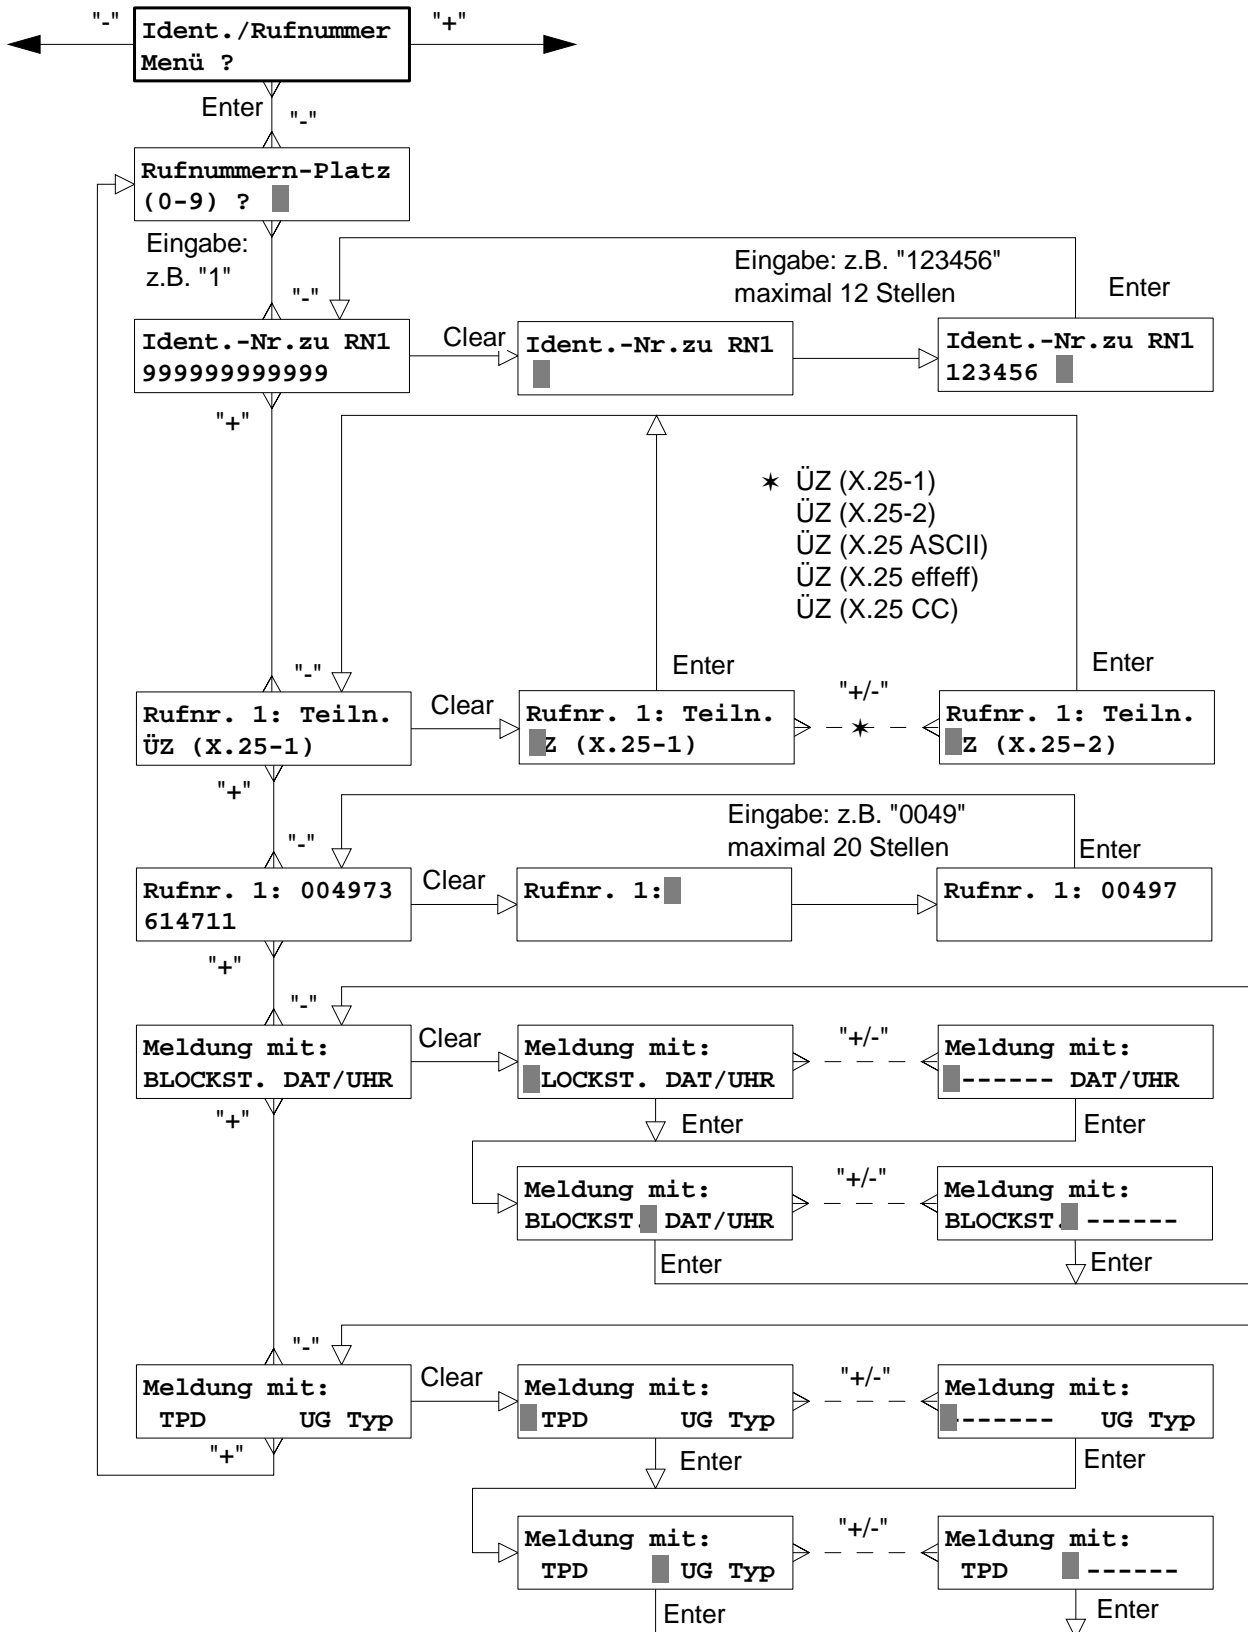 "-"
Ident./Rufnummer
Menü ?
"+"
Enter
"-"
Rufnummern-Platz
(0-9) ?
Eingabe:
z.B. "1"
"-"
Eingabe: z.B. "123456"
maximal 12 Stellen
Enter
Ident.-Nr.zu RN1
999999999999
Clear
Ident.-Nr.zu RN1
Ident.-Nr.zu RN1
123456
"+"
✶ ÜZ (X.25-1)
ÜZ (X.25-2)
ÜZ (X.25 ASCII)
ÜZ (X.25 effeff)
ÜZ (X.25 CC)
"-"
Enter
Enter
Rufnr. 1: Teiln.
ÜZ (X.25-1)
Clear
Rufnr. 1: Teiln.
Z (X.25-1)
"+/-"
✶
Rufnr. 1: Teiln.
Z (X.25-2)
"+"
"-"
Eingabe: z.B. "0049"
maximal 20 Stellen
Enter
Rufnr. 1: 004973
614711
Clear
Rufnr. 1:
Rufnr. 1: 00497
"+"
"-"
Meldung mit:
BLOCKST. DAT/UHR
Clear
Meldung mit:
LOCKST. DAT/UHR
"+/-"
Meldung mit:
------ DAT/UHR
"+"
Enter
Enter
Meldung mit:
BLOCKST. DAT/UHR
"+/-"
Meldung mit:
BLOCKST. ------
Enter
Enter
"-"
Meldung mit:
TPD UG Typ
Clear
Meldung mit:
TPD UG Typ
"+/-"
Meldung mit:
------- UG Typ
"+"
Enter
Enter
Meldung mit:
TPD UG Typ
"+/-"
Meldung mit:
TPD ------
Enter
Enter